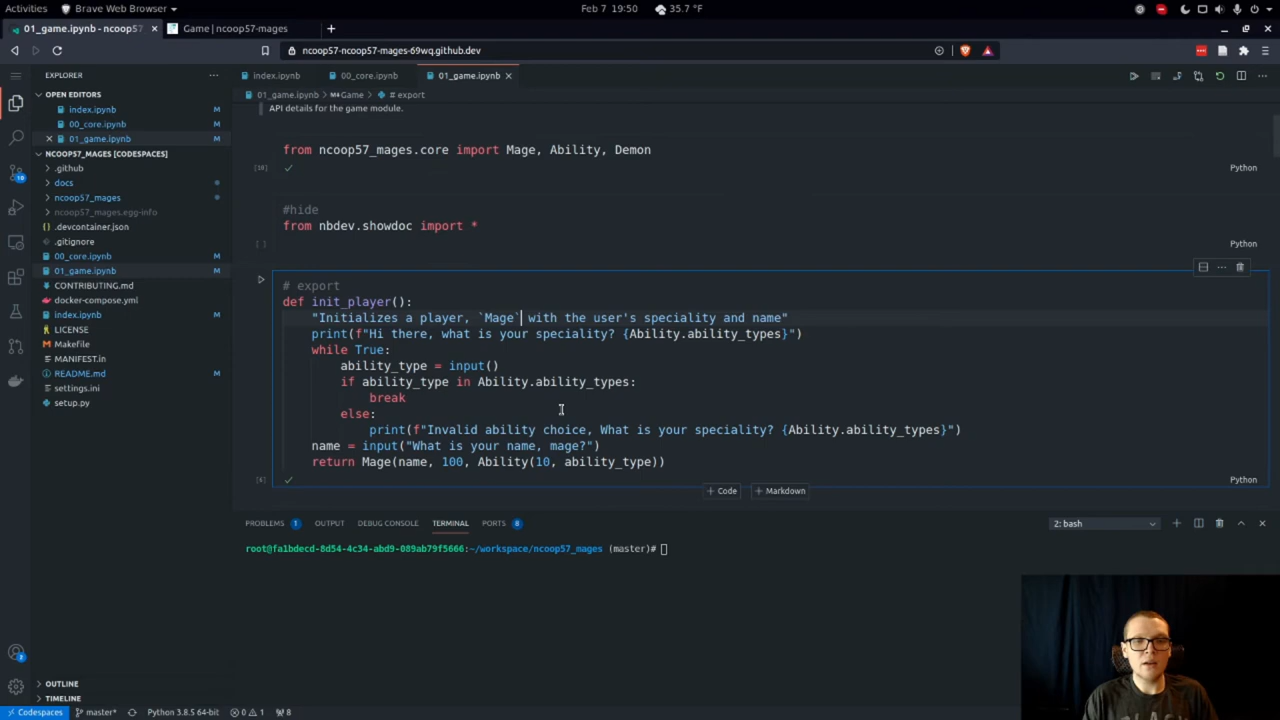 Activities
Brave Web Browser
Feb 7 19:50
35.7 °F
01_game.ipynb - ncoop57
Game | ncoop57-mages
ncoop57-ncoop57-mages-69wq.github.dev
EXPLORER
index.ipynb
00_core.ipynb
01_game.ipynb
OPEN EDITORS
01_game.ipynb > Game > # export
index.ipynb M
00_core.ipynb M
01_game.ipynb M
NCOOP57_MAGES [CODESPACES]
.github
docs
ncoop57_mages
ncoop57_mages.egg-info
.devcontainer.json
.gitignore
00_core.ipynb M
01_game.ipynb M
CONTRIBUTING.md
docker-compose.yml
index.ipynb M
LICENSE
Makefile
MANIFEST.in
README.md M
settings.ini
setup.py
OUTLINE
TIMELINE
API details for the game module.
from ncoop57_mages.core import Mage, Ability, Demon
Python
#hide
from nbdev.showdoc import *
[ ]
Python
# export
def init_player():
"Initializes a player, `Mage` with the user's speciality and name"
print(f"Hi there, what is your speciality? {Ability.ability_types}")
while True:
ability_type = input()
if ability_type in Ability.ability_types:
break
else:
print(f"Invalid ability choice, What is your speciality? {Ability.ability_types}")
name = input("What is your name, mage?")
return Mage(name, 100, Ability(10, ability_type))
Python
+ Code
+ Markdown
PROBLEMS 1
OUTPUT
DEBUG CONSOLE
TERMINAL
PORTS 8
2: bash
root@fa1bdecd-8d54-4c34-abd9-089ab79f5666:~/workspace/ncoop57_mages (master)#
Codespaces
master*
Python 3.8.5 64-bit
0
1
8